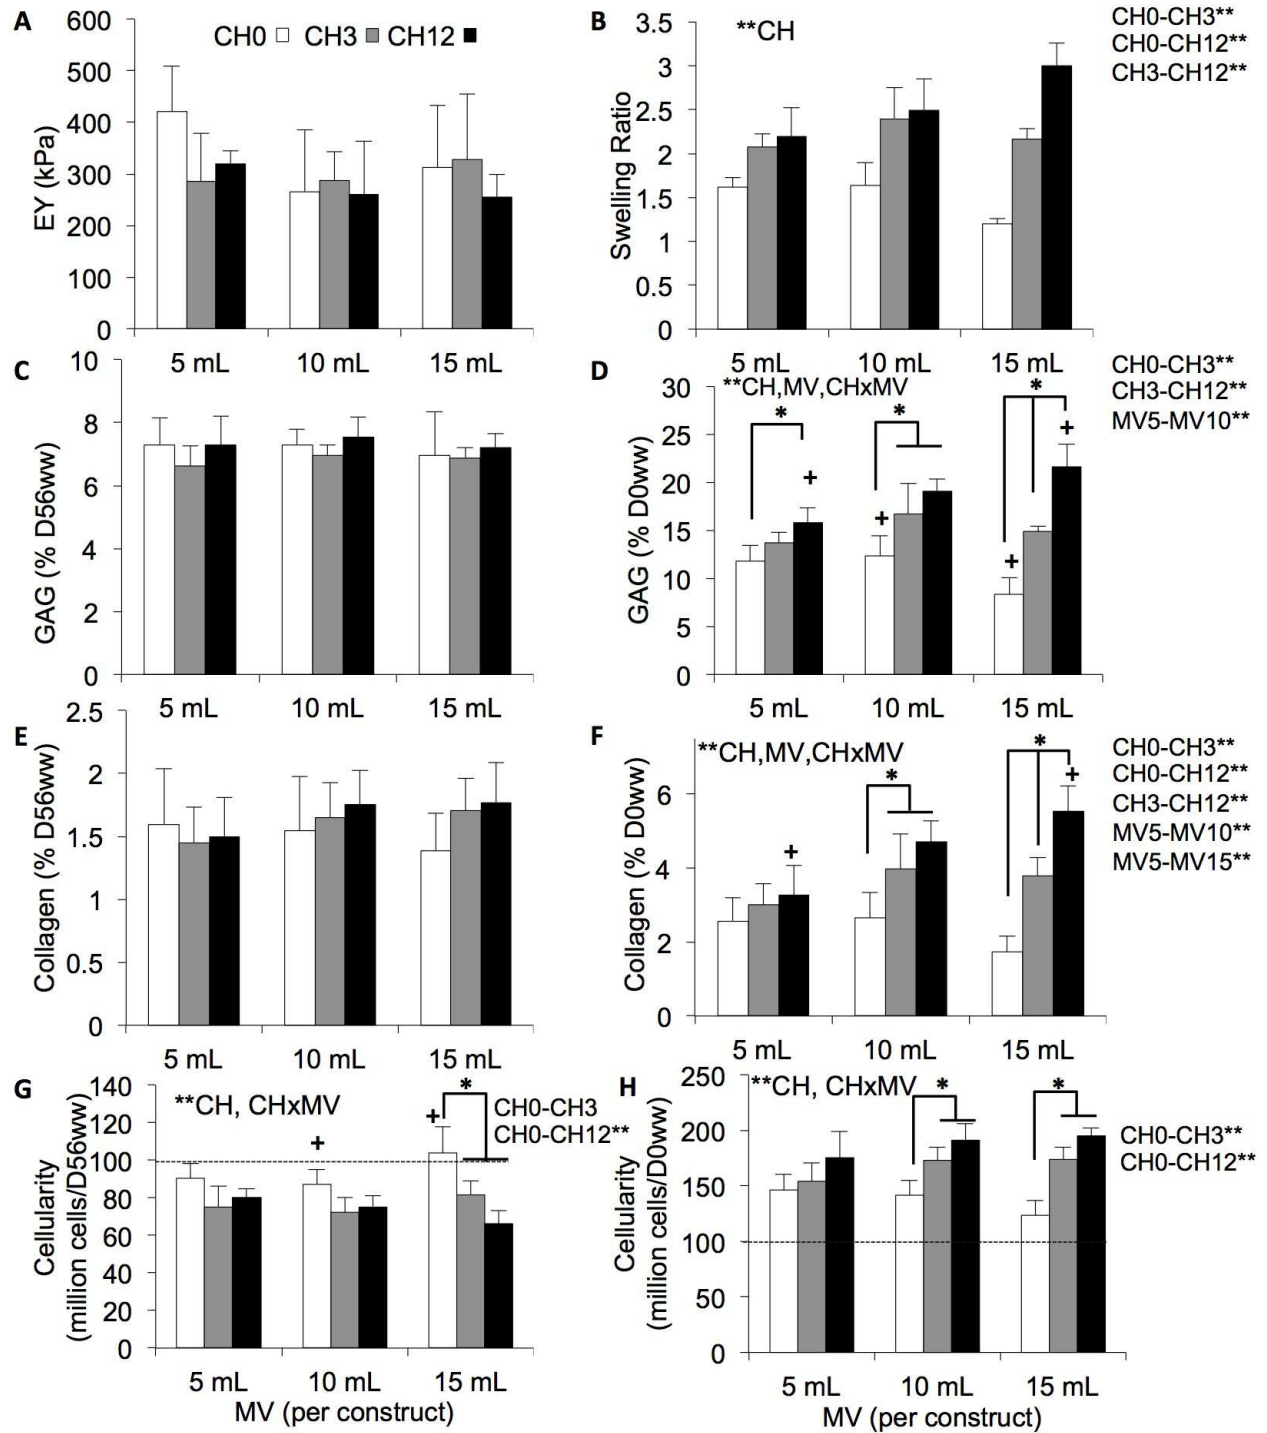 A
EY (kPa)
600
500
400
300
200
100
0
CH0 CH3 CH12
5 mL 10 mL 15 mL
B
Swelling Ratio
3.5
3
2.5
2
1.5
1
0.5
0
**CH
5 mL 10 mL 15 mL
CH0-CH3**
CH0-CH12**
CH3-CH12**
C
GAG (% D56ww)
10
8
6
4
2
0
5 mL 10 mL 15 mL
D
GAG (% D0ww)
30
25
20
15
10
5
0
**CH,MV,CHxMV
* * *
+ + + +
5 mL 10 mL 15 mL
CH0-CH3**
CH3-CH12**
MV5-MV10**
E
Collagen (% D56ww)
2.5
2
1.5
1
0.5
0
5 mL 10 mL 15 mL
F
Collagen (% D0ww)
6
4
2
0
**CH,MV,CHxMV
* *
+ +
5 mL 10 mL 15 mL
CH0-CH3**
CH0-CH12**
CH3-CH12**
MV5-MV10**
MV5-MV15**
G
Cellularity
(million cells/D56ww)
140
120
100
80
60
40
20
0
**CH, CHxMV
+ + *
CH0-CH3
CH0-CH12**
5 mL 10 mL 15 mL
MV (per construct)
H
Cellularity
(million cells/D0ww)
250
200
150
100
50
0
**CH, CHxMV
* *
CH0-CH3**
CH0-CH12**
5 mL 10 mL 15 mL
MV (per construct)